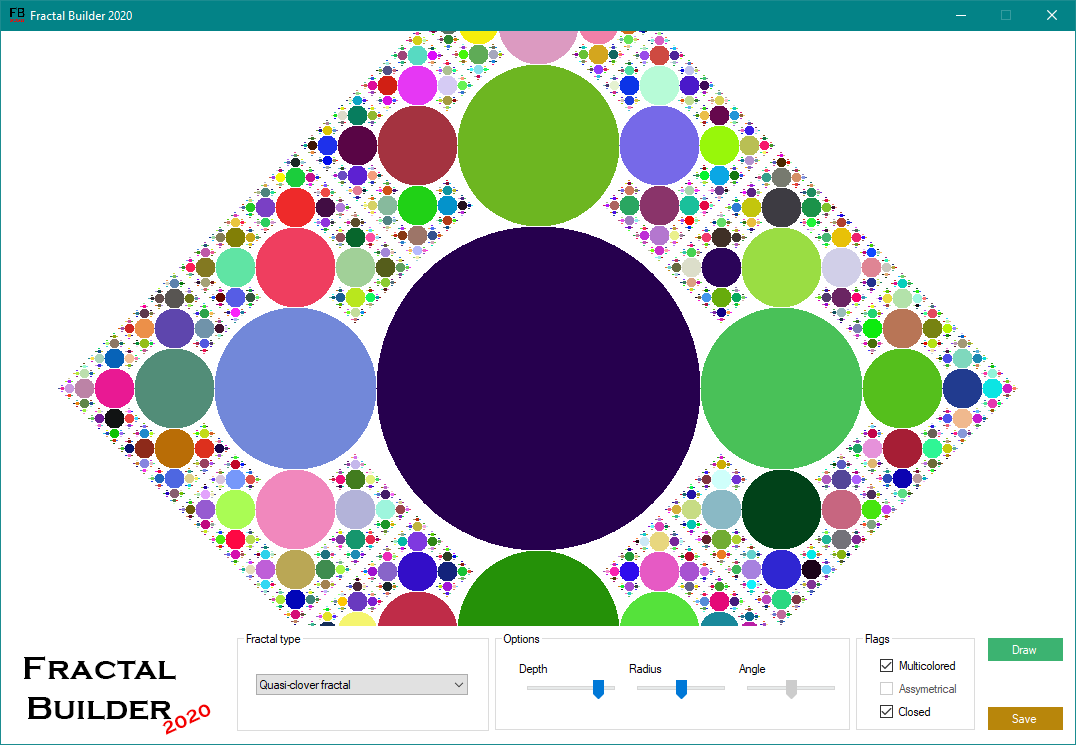 FB Fractal Builder 2020
Fractal type
Quasi-clover fractal
Options
Depth Radius Angle
Flags
Multicolored
Assymetrical
Closed
Draw
Save
FRACTAL
BUILDER
2020